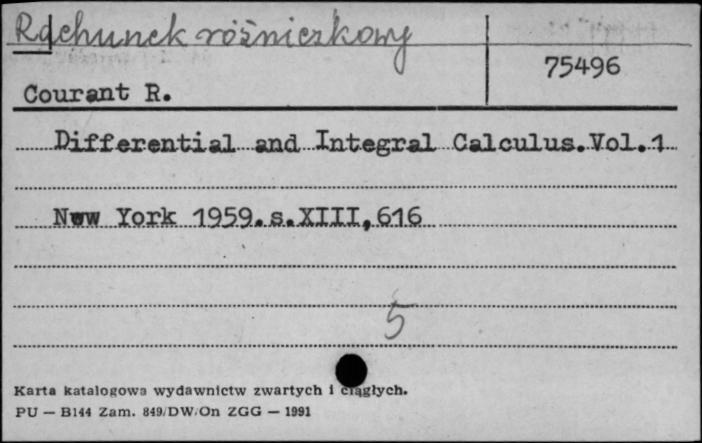 Rachunek różniczkowy
75496
Courant R.
Differential and Integral Calculus.Vol.1
New York 1959.s.XIII,616
5
Karta katalogowa wydawnictw zwartych i ciągłych.
PU — B144 Zam. 849/DW/On ZGG — 1991